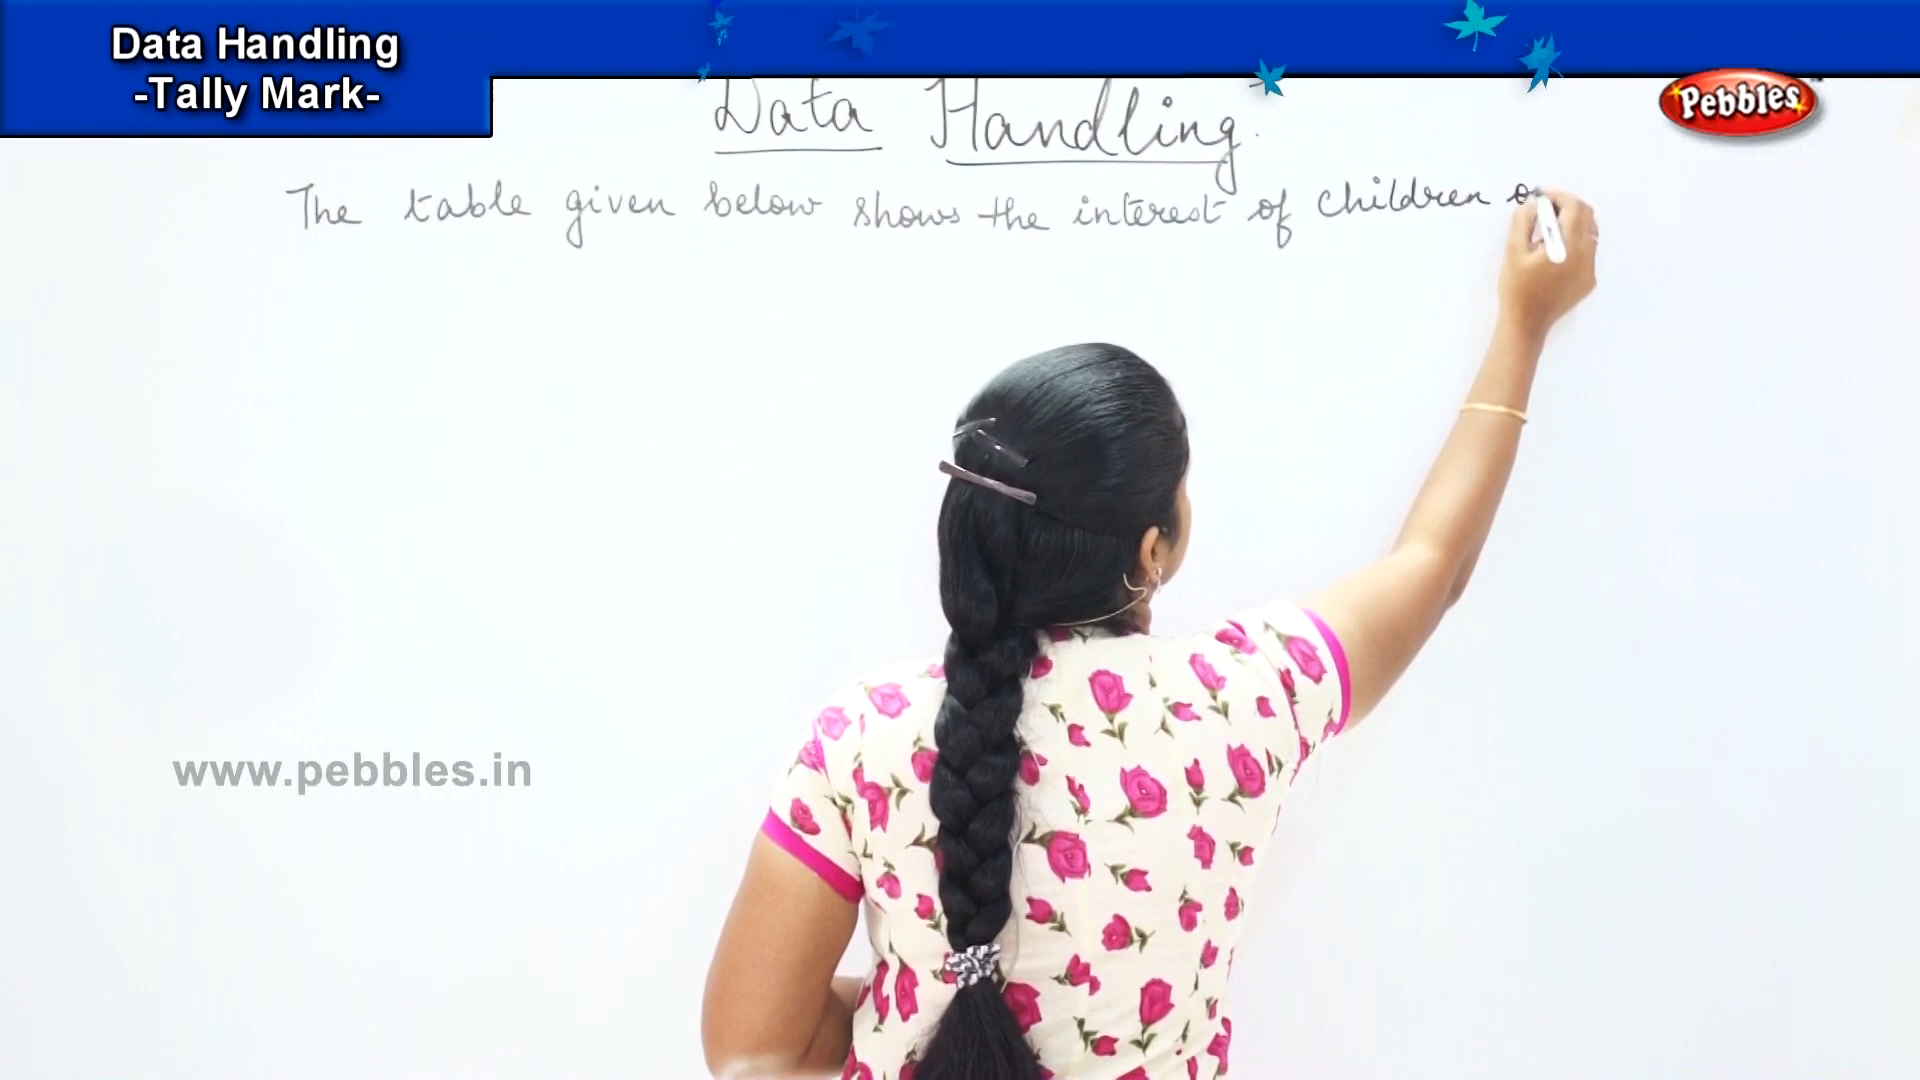 Data Handling
-Tally Mark-
Pebbles
Data Handling
The table given below shows the interest of children
www.pebbles.in